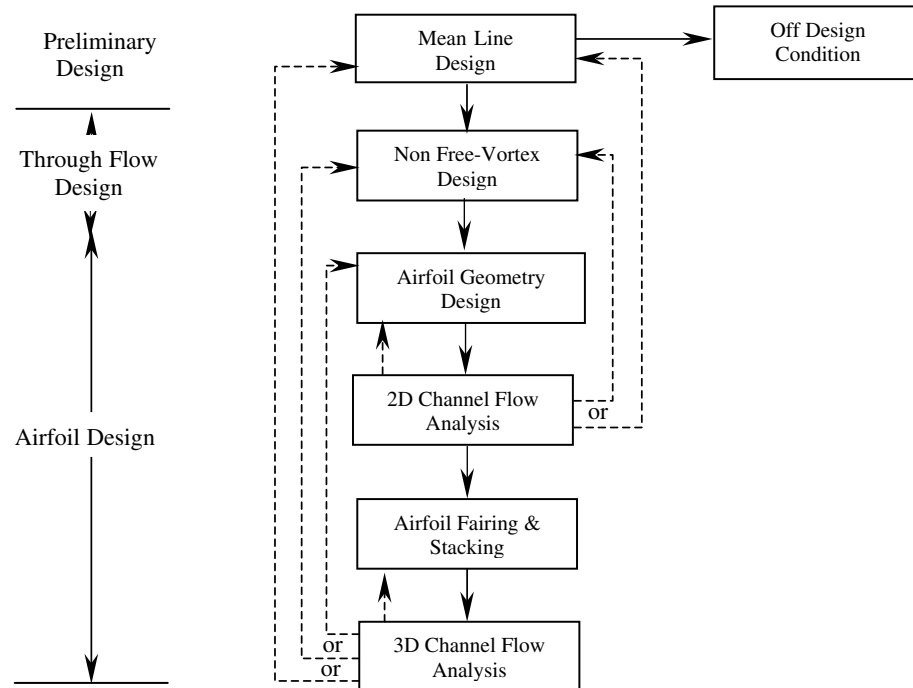 Preliminary
Design
Mean Line
Design
Off Design
Condition
Through Flow
Design
Non Free-Vortex
Design
Airfoil Geometry
Design
2D Channel Flow
Analysis
or
Airfoil Design
Airfoil Fairing &
Stacking
3D Channel Flow
Analysis
or
or